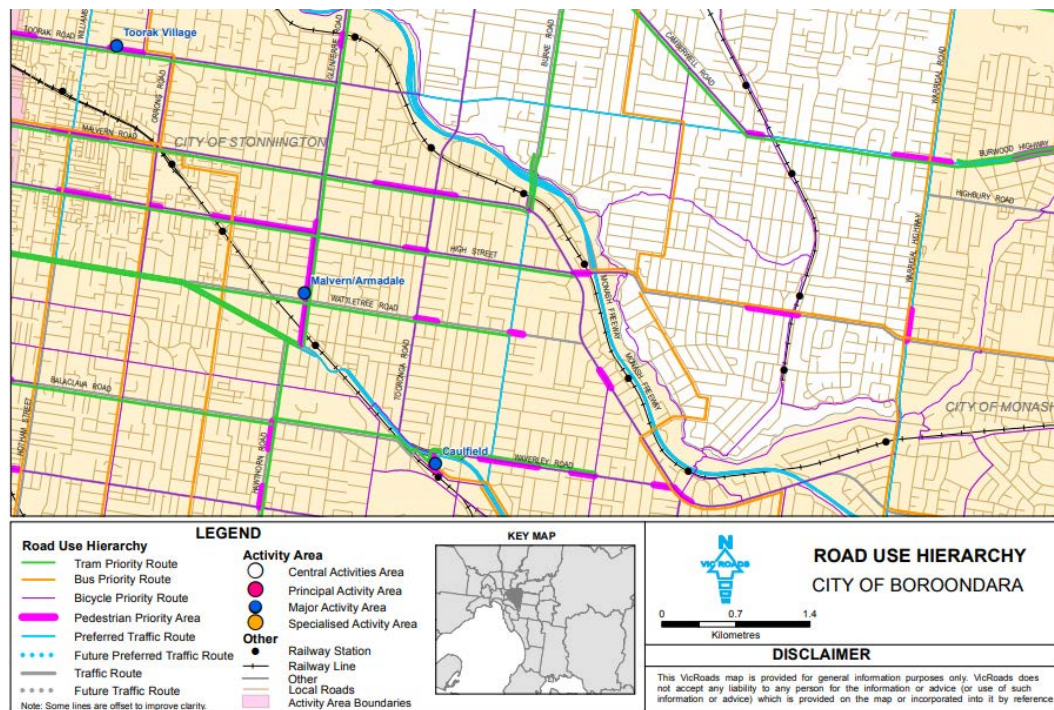 TOORAK ROAD
WILLIAMS
Toorak Village
GLENFERRIE ROAD
BURKE ROAD
CAMBERWELL ROAD
WARRIGAL ROAD
ORRONG ROAD
MALVERN ROAD
CITY OF STONNINGTON
BURWOOD HIGHWAY
HIGHBURY ROAD
HIGH STREET
WARRIGAL HIGHWAY
Malvern/Armadale
WATTLETREE ROAD
MONASH FREEWAY
MONASH FREEWAY
TOORONGA ROAD
BALACLAVA ROAD
HOTHAM STREET
HAWTHORN ROAD
CITY OF MONASH
Caulfield
WAVERLEY ROAD
LEGEND
Road Use Hierarchy
Tram Priority Route
Bus Priority Route
Bicycle Priority Route
Pedestrian Priority Area
Preferred Traffic Route
Future Preferred Traffic Route
Traffic Route
Future Traffic Route
Note: Some lines are offset to improve clarity.
Activity Area
Central Activities Area
Principal Activity Area
Major Activity Area
Specialised Activity Area
Other
Railway Station
Railway Line
Other
Local Roads
Activity Area Boundaries
KEY MAP
N
VIC ROADS
0 0.7 1.4
Kilometres
ROAD USE HIERARCHY
CITY OF BOROONDARA
DISCLAIMER
This VicRoads map is provided for general information purposes only. VicRoads does
not accept any liability to any person for the information or advice (or use of such
information or advice) which is provided on the map or incorporated into it by reference